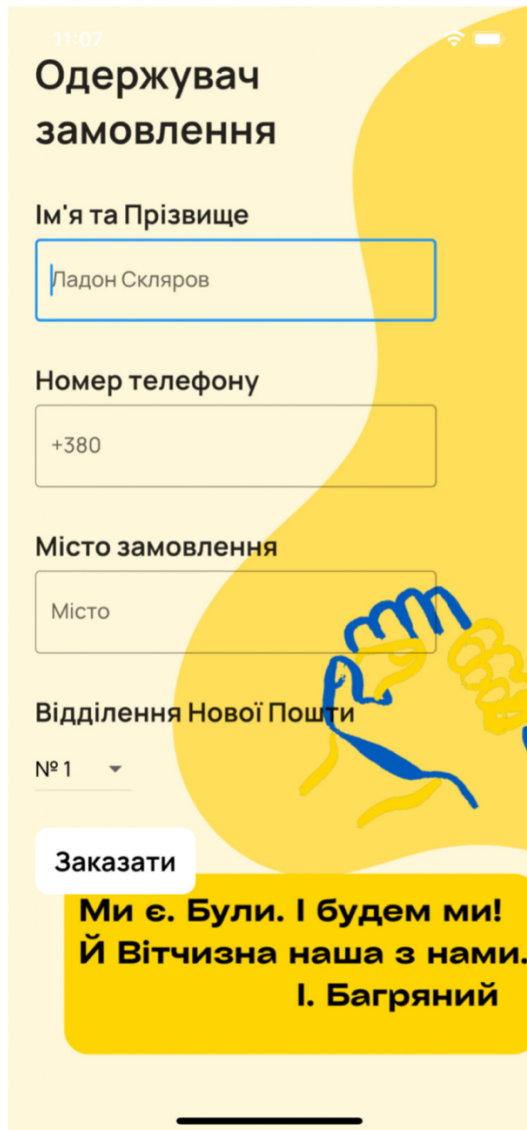 11:07
Одержувач
замовлення
Ім'я та Прізвище
Ладон Скляров
Номер телефону
+380
Місто замовлення
Місто
Відділення Нової Пошти
№ 1
Заказати
Ми є. Були. І будем ми!
Й Вітчизна наша з нами.
І. Багряний